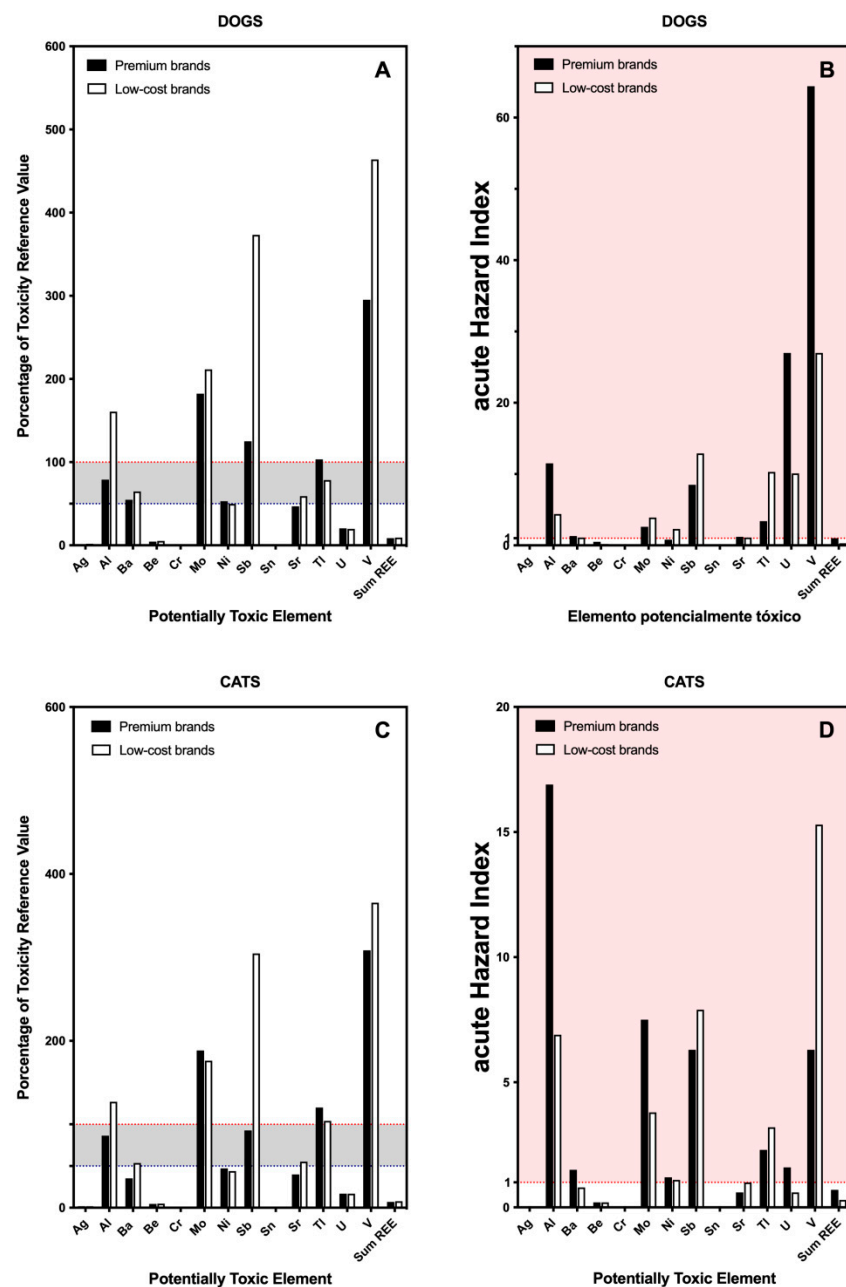 DOGS
A
Premium brands
Low-cost brands
Porcentage of Toxicity Reference Value
600
500
400
300
200
100
0
Ag
Al
Ba
Be
Cr
Mo
Ni
Sb
Sn
Sr
Tl
U
V
Sum REE
Potentially Toxic Element
DOGS
B
Premium brands
Low-cost brands
acute Hazard Index
60
40
20
1
0
Ag
Al
Ba
Be
Cr
Mo
Ni
Sb
Sn
Sr
Tl
U
V
Sum REE
Elemento potencialmente tóxico
CATS
C
Premium brands
Low-cost brands
Porcentage of Toxicity Reference Value
600
400
200
0
Ag
Al
Ba
Be
Cr
Mo
Ni
Sb
Sn
Sr
Tl
U
V
Sum REE
Potentially Toxic Element
CATS
D
Premium brands
Low-cost brands
acute Hazard Index
20
15
10
5
1
0
Ag
Al
Ba
Be
Cr
Mo
Ni
Sb
Sn
Sr
Tl
U
V
Sum REE
Potentially Toxic Element